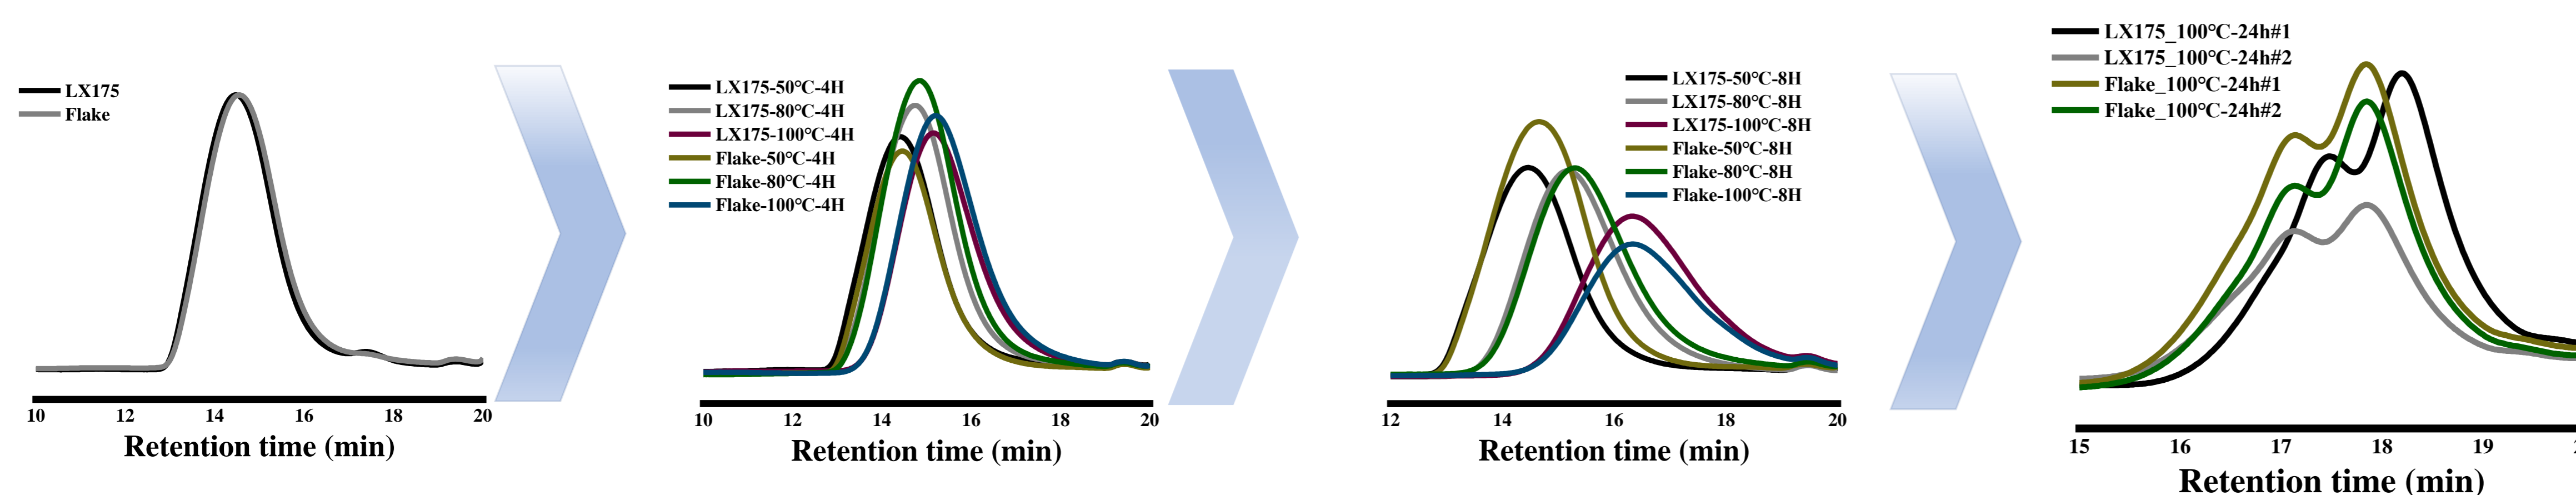 LX175
Flake
10 12 14 16 18 20
Retention time (min)
LX175-50°C-4H
LX175-80°C-4H
LX175-100°C-4H
Flake-50°C-4H
Flake-80°C-4H
Flake-100°C-4H
10 12 14 16 18 20
Retention time (min)
LX175-50°C-8H
LX175-80°C-8H
LX175-100°C-8H
Flake-50°C-8H
Flake-80°C-8H
Flake-100°C-8H
12 14 16 18 20
Retention time (min)
LX175_100°C-24h#1
LX175_100°C-24h#2
Flake_100°C-24h#1
Flake_100°C-24h#2
15 16 17 18 19
Retention time (min)